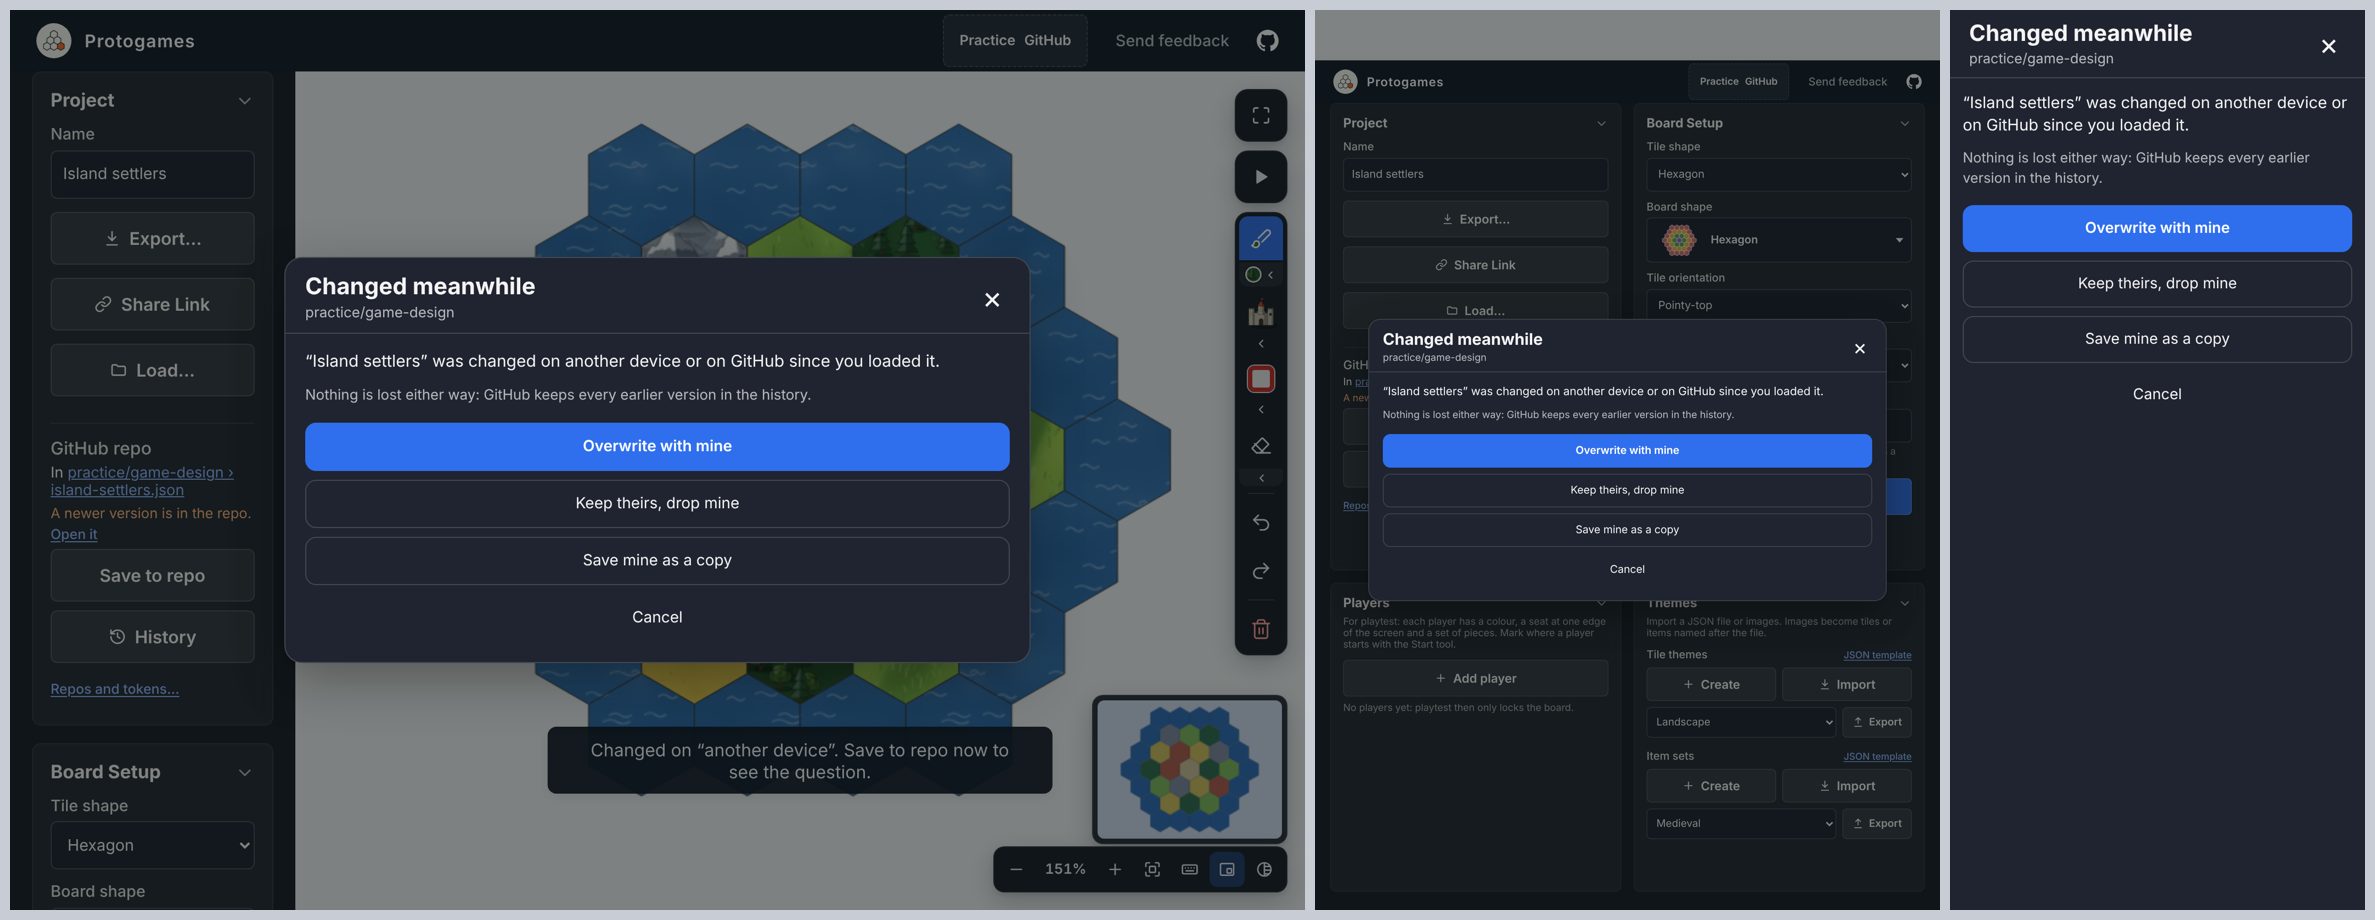 Protogames
Practice GitHub
Send feedback
Project
Name
Island settlers
Export...
Share Link
Load...
GitHub repo
In practice/game-design ›
island-settlers.json
A newer version is in the repo.
Open it
Save to repo
History
Repos and tokens...
Board Setup
Tile shape
Hexagon
Board shape
Changed meanwhile
practice/game-design
“Island settlers” was changed on another device or on GitHub since you loaded it.
Nothing is lost either way: GitHub keeps every earlier version in the history.
Overwrite with mine
Keep theirs, drop mine
Save mine as a copy
Cancel
Changed on “another device”. Save to repo now to
see the question.
151%
Protogames
Practice GitHub
Send feedback
Project
Name
Island settlers
Export...
Share Link
Load...
GitH
In pra
A new
Repos
Board Setup
Tile shape
Hexagon
Board shape
Hexagon
Tile orientation
Pointy-top
a
Changed meanwhile
practice/game-design
“Island settlers” was changed on another device or on GitHub since you loaded it.
Nothing is lost either way: GitHub keeps every earlier version in the history.
Overwrite with mine
Keep theirs, drop mine
Save mine as a copy
Cancel
Players
For playtest: each player has a colour, a seat at one edge
of the screen and a set of pieces. Mark where a player
starts with the Start tool.
Add player
No players yet: playtest then only locks the board.
Themes
Import a JSON file or images. Images become tiles or
items named after the file.
Tile themes
JSON template
Create
Import
Landscape
Export
Item sets
JSON template
Create
Import
Medieval
Export
Changed meanwhile
practice/game-design
“Island settlers” was changed on another device or
on GitHub since you loaded it.
Nothing is lost either way: GitHub keeps every earlier
version in the history.
Overwrite with mine
Keep theirs, drop mine
Save mine as a copy
Cancel